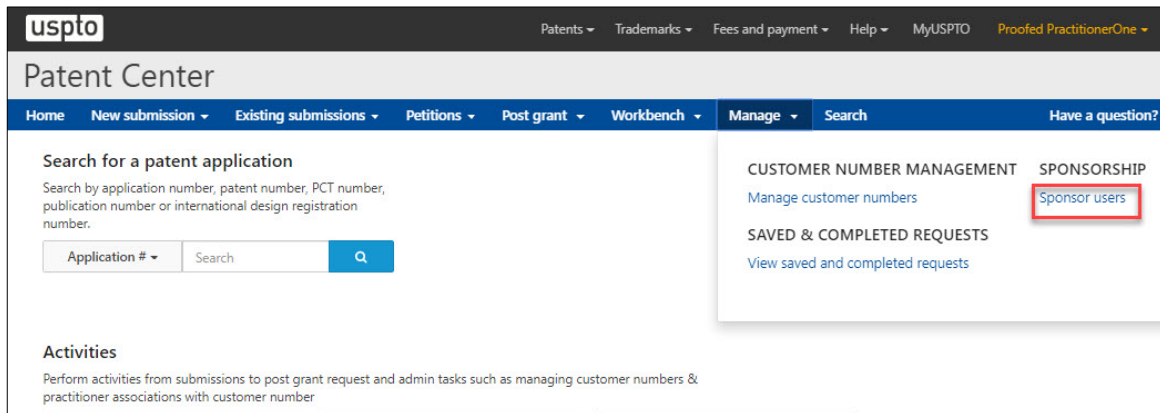 uspto Patents Trademarks Fees and payment Help MyUSPTO Proofed PractitionerOne
Patent Center
Home New submission Existing submissions Petitions Post grant Workbench Manage Search Have a question?
Search for a patent application
Search by application number, patent number, PCT number,
publication number or international design registration
number.
Application # Search
CUSTOMER NUMBER MANAGEMENT SPONSORSHIP
Manage customer numbers Sponsor users
SAVED & COMPLETED REQUESTS
View saved and completed requests
Activities
Perform activities from submissions to post grant request and admin tasks such as managing customer numbers &
practitioner associations with customer number